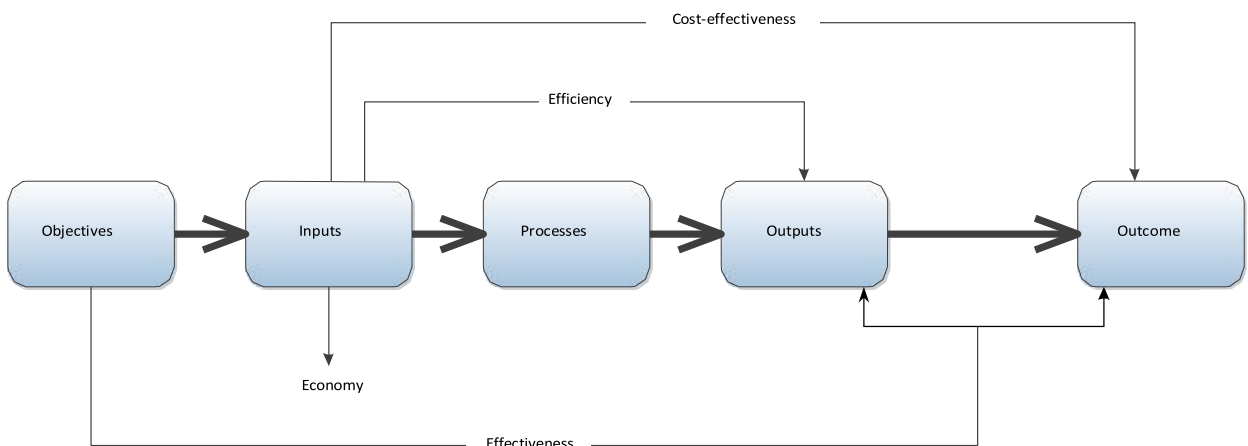 Cost-effectiveness
Efficiency
Objectives
Inputs
Processes
Outputs
Outcome
Economy
Effectiveness